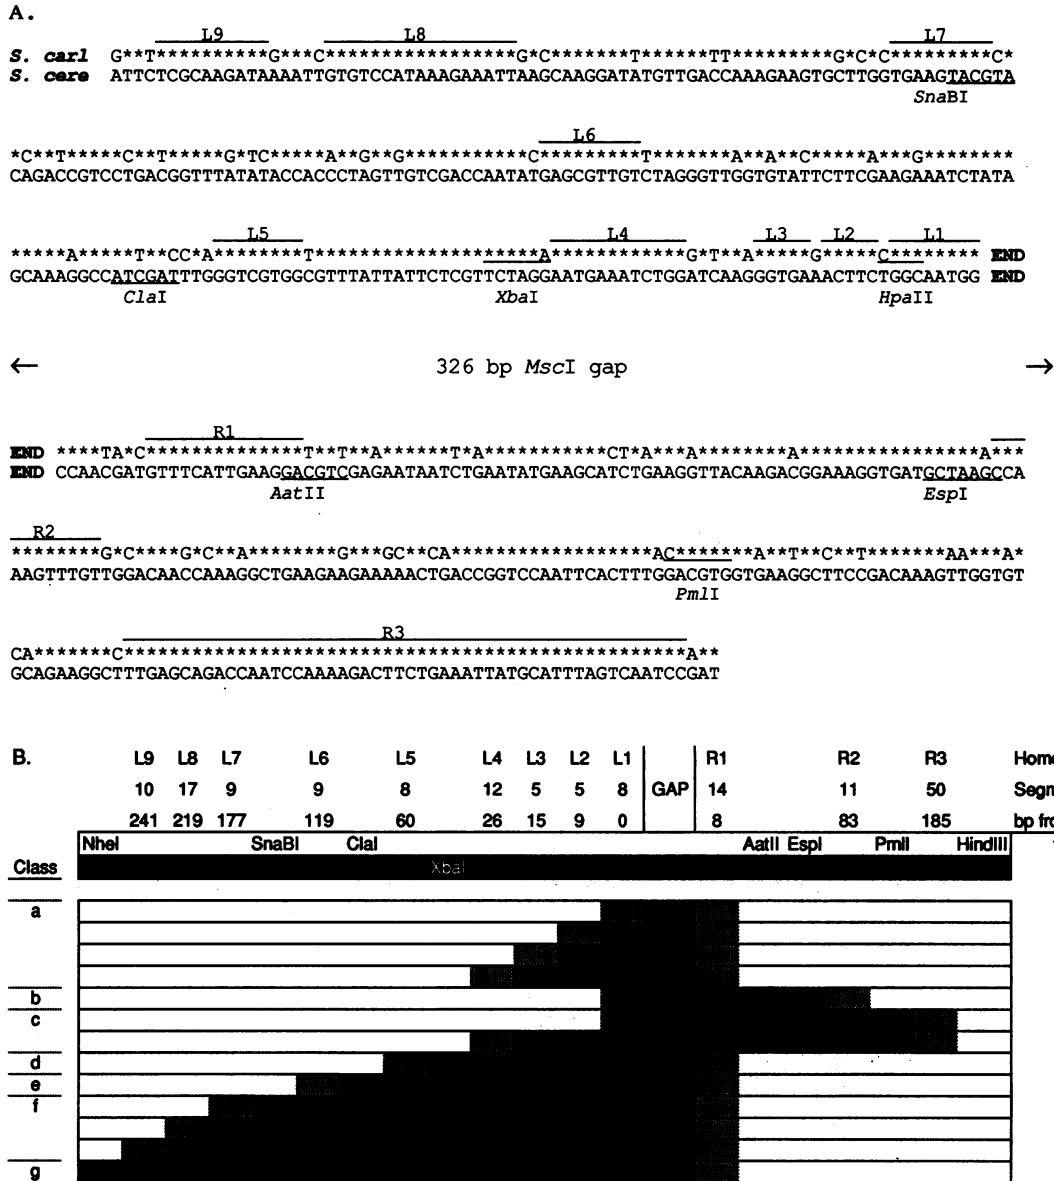 A.
L9 L8 L7
S. carl G**T**********G***C*****************G*C*******T******TT*********G*C*C*********C*
S. cere ATTCTCGCAAGATAAAATTGTGTCCATAAAGAAATTAAGCAAGGATATGTTGACCAAAGAAGTGCTTGGTGAAGTACGTA
SnaBI
L6
*C**T*****C**T*****G*TC*****A**G**G***********C*********T*******A**A**C*****A***G********
CAGACCGTCCTGACGGTTTATATACCACCCTAGTTGTCGACCAATATGAGCGTTGTCTAGGGTTGGTGTATTCTTCGAAGAAATCTATA
L5 L4 L3 L2 L1
*****A*****T**CC*A********T********************A************G*T**A*****G*****C******** END
GCAAAGGCCATCGATTTGGGTCGTGGCGTTTATTATTCTCGTTCTAGGAATGAAATCTGGATCAAGGGTGAAACTTCTGGCAATGG END
ClaI XbaI HpaII
← 326 bp MscI gap →
R1
END ****TA*C**************T**T**A******T*A***********CT*A***A********A****************A***
END CCAACGATGTTTCATTGAAGGACGTCGAGAATAATCTGAATATGAAGCATCTGAAGGTTACAAGACGGAAAGGTGATGCTAAGCCA
AatII EspI
R2
********G*C****G*C**A********G***GC**CA******************AC*******A**T**C**T*******AA***A*
AAGTTTGTTGGACAACCAAAGGCTGAAGAAGAAAAACTGACCGGTCCAATTCACTTTGGACGTGGTGAAGGCTTCCGACAAAGTTGGTGT
PmlI
R3
CA*******C**************************************************A**
GCAGAAGGCTTTGAGCAGACCAATCCAAAAGACTTCTGAAATTATGCATTTAGTCAATCCGAT
B. L9 L8 L7 L6 L5 L4 L3 L2 L1 R1 R2 R3 Home
10 17 9 9 8 12 5 5 8 GAP 14 11 50 Segm
241 219 177 119 60 26 15 9 0 8 83 185 bp fro
NheI SnaBI ClaI AatII EspI PmlI HindIII
Class XbaI
a
b
c
d
e
f
g